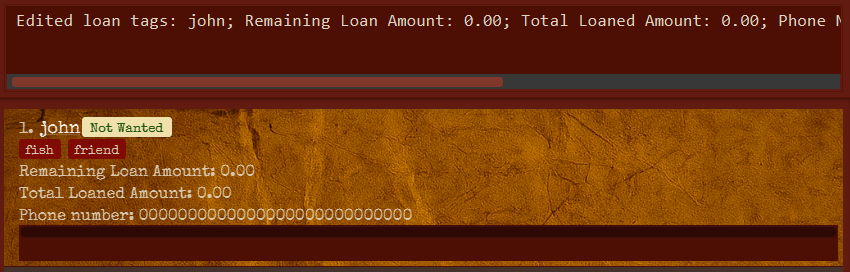 Edited loan tags: john; Remaining Loan Amount: 0.00; Total Loaned Amount: 0.00; Phone
1. john Not Wanted
fish friend
Remaining Loan Amount: 0.00
Total Loaned Amount: 0.00
Phone number: 0000000000000000000000000000